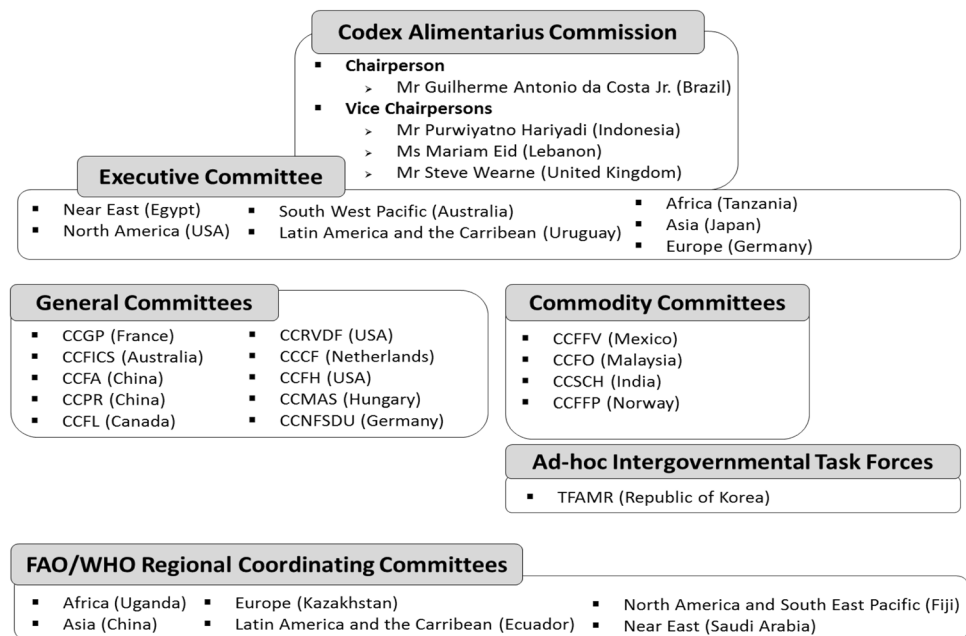 Codex Alimentarius Commission
Chairperson
Mr Guilherme Antonio da Costa Jr. (Brazil)
Vice Chairpersons
Mr Purwiyatno Hariyadi (Indonesia)
Ms Mariam Eid (Lebanon)
Mr Steve Wearne (United Kingdom)
Executive Committee
Near East (Egypt)
North America (USA)
South West Pacific (Australia)
Latin America and the Carribean (Uruguay)
Africa (Tanzania)
Asia (Japan)
Europe (Germany)
General Committees
CCGP (France)
CCFICS (Australia)
CCFA (China)
CCPR (China)
CCFL (Canada)
CCRVDF (USA)
CCCF (Netherlands)
CCFH (USA)
CCMAS (Hungary)
CCNFSDU (Germany)
Commodity Committees
CCFFV (Mexico)
CCFO (Malaysia)
CCSCH (India)
CCFFP (Norway)
Ad-hoc Intergovernmental Task Forces
TFAMR (Republic of Korea)
FAO/WHO Regional Coordinating Committees
Africa (Uganda)
Asia (China)
Europe (Kazakhstan)
Latin America and the Carribean (Ecuador)
North America and South East Pacific (Fiji)
Near East (Saudi Arabia)